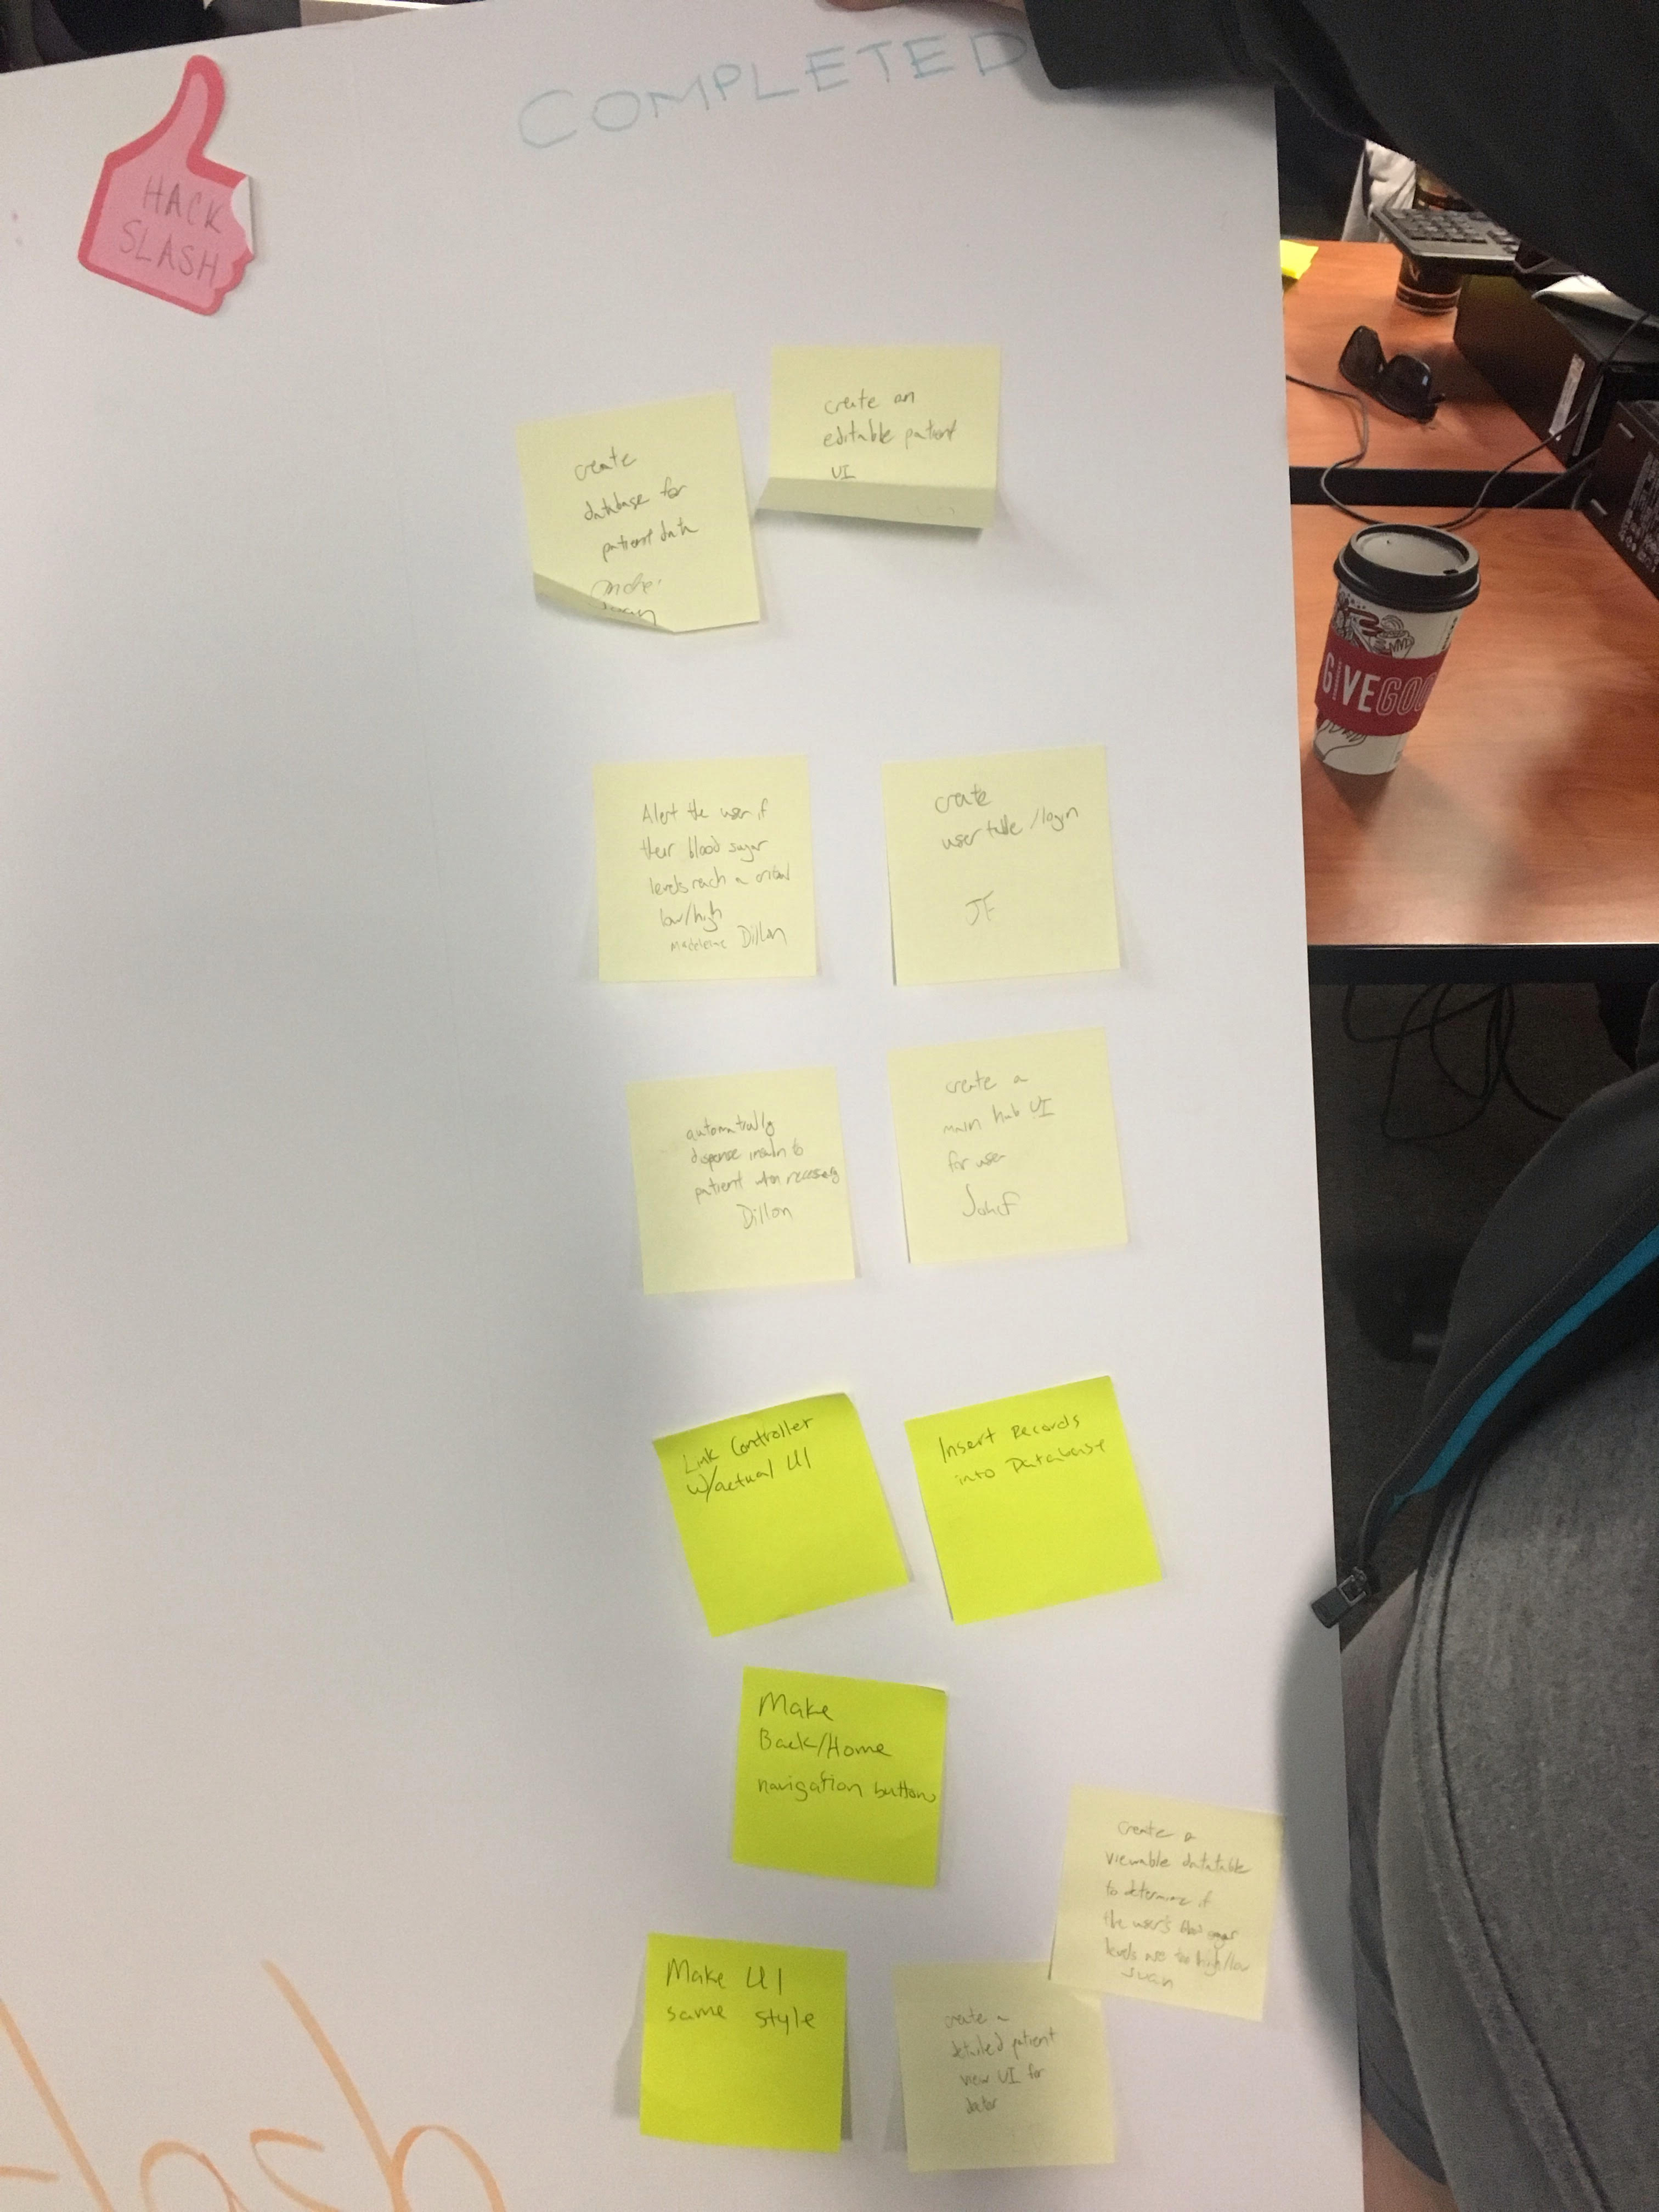 COMPLETED
HACK
SLASH
create
database for
patient data
create an
editable patient
UI
Alert the user if
their blood sugar
levels reach a critical
low/high
Madeleine Dillon
create
user table /login
JF
automatically
dispense insulin to
patient when necessary
Dillon
create a
main hub UI
for user
Link Controller
w/actual UI
Insert Records
into Database
Make
Back/Home
navigation buttons
create a
viewable datatable
to determine if
the user's blood sugar
levels are too high/low
Juan
Make UI
same style
create a
detailed patient
view UI for
doctor
lash
GIVEGOO